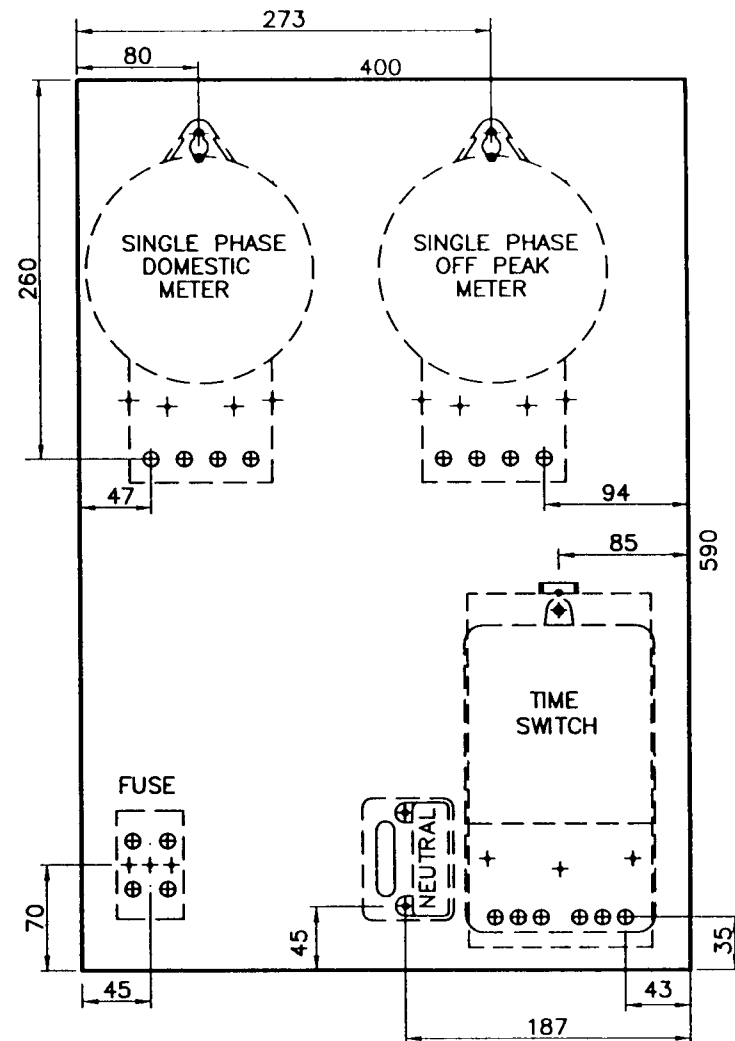 273
80
400
SINGLE PHASE
DOMESTIC
METER
SINGLE PHASE
OFF PEAK
METER
260
47
94
85
590
TIME
SWITCH
FUSE
NEUTRAL
70
45
45
35
43
187